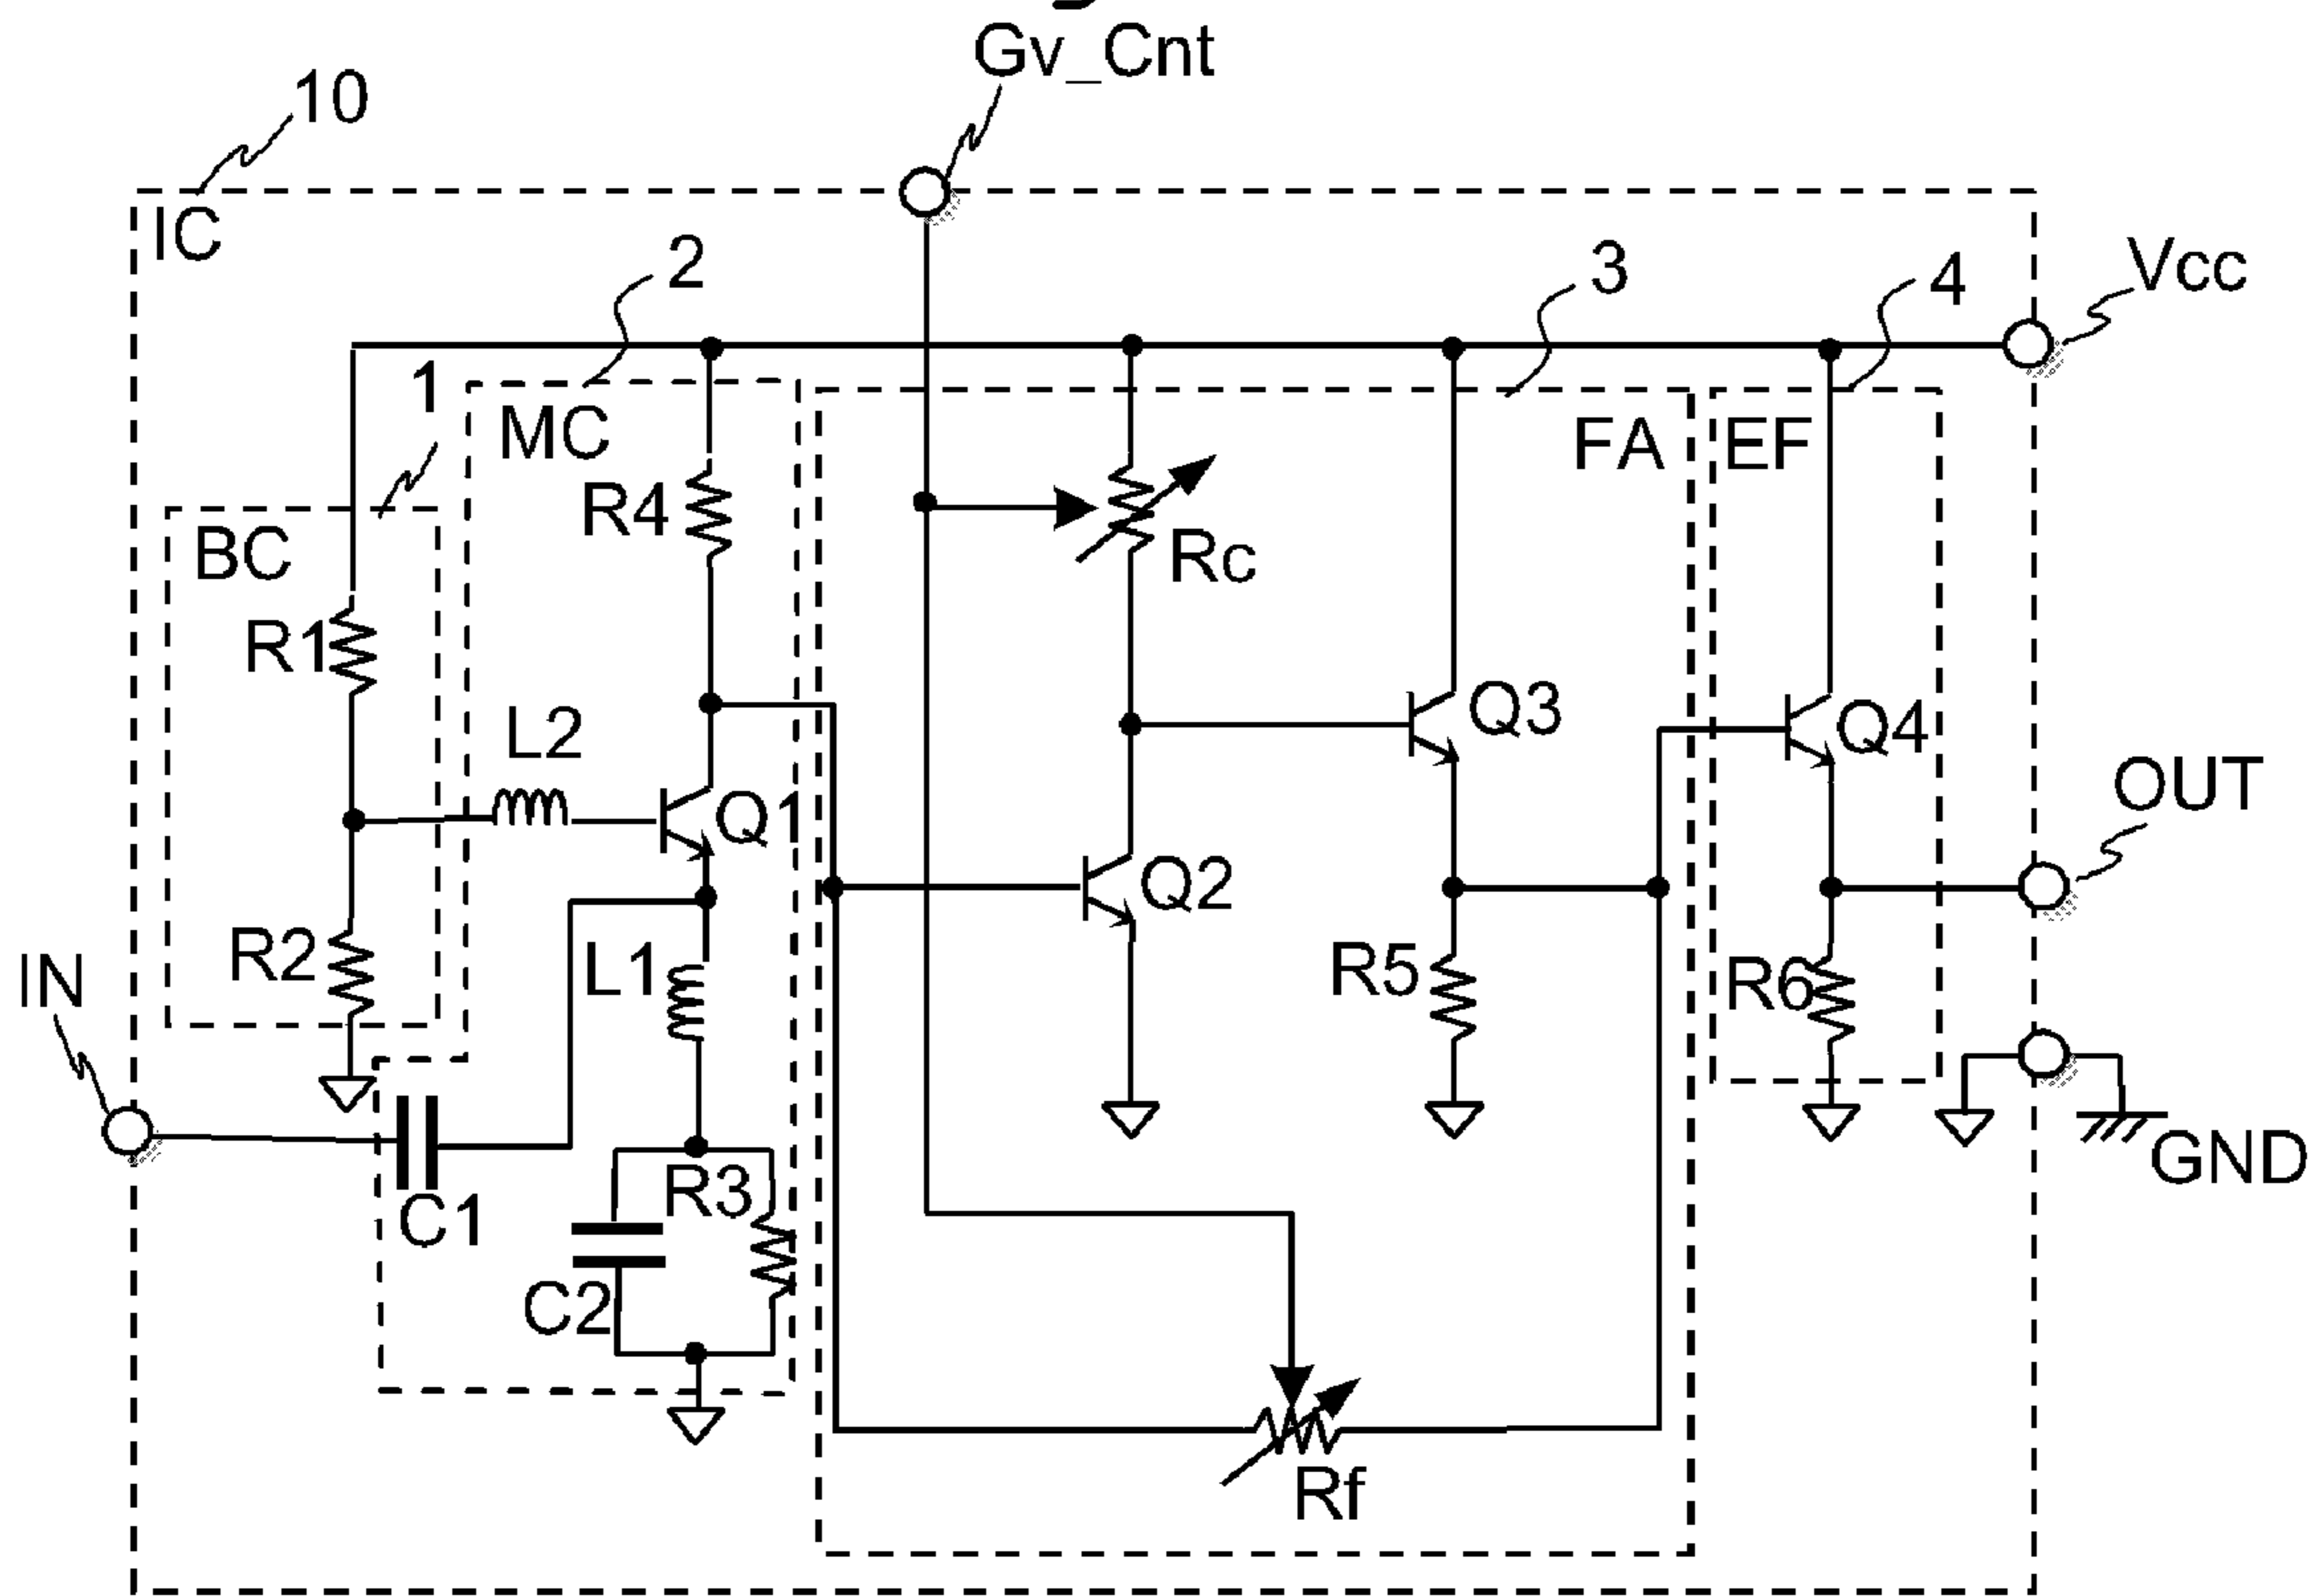 Gv_Cnt
10
IC
2
3
4
Vcc
1
MC
FA
EF
R4
BC
Rc
R1
L2
Q3
Q4
Q1
OUT
Q2
R2
L1
R5
R6
IN
GND
R3
C1
C2
Rf